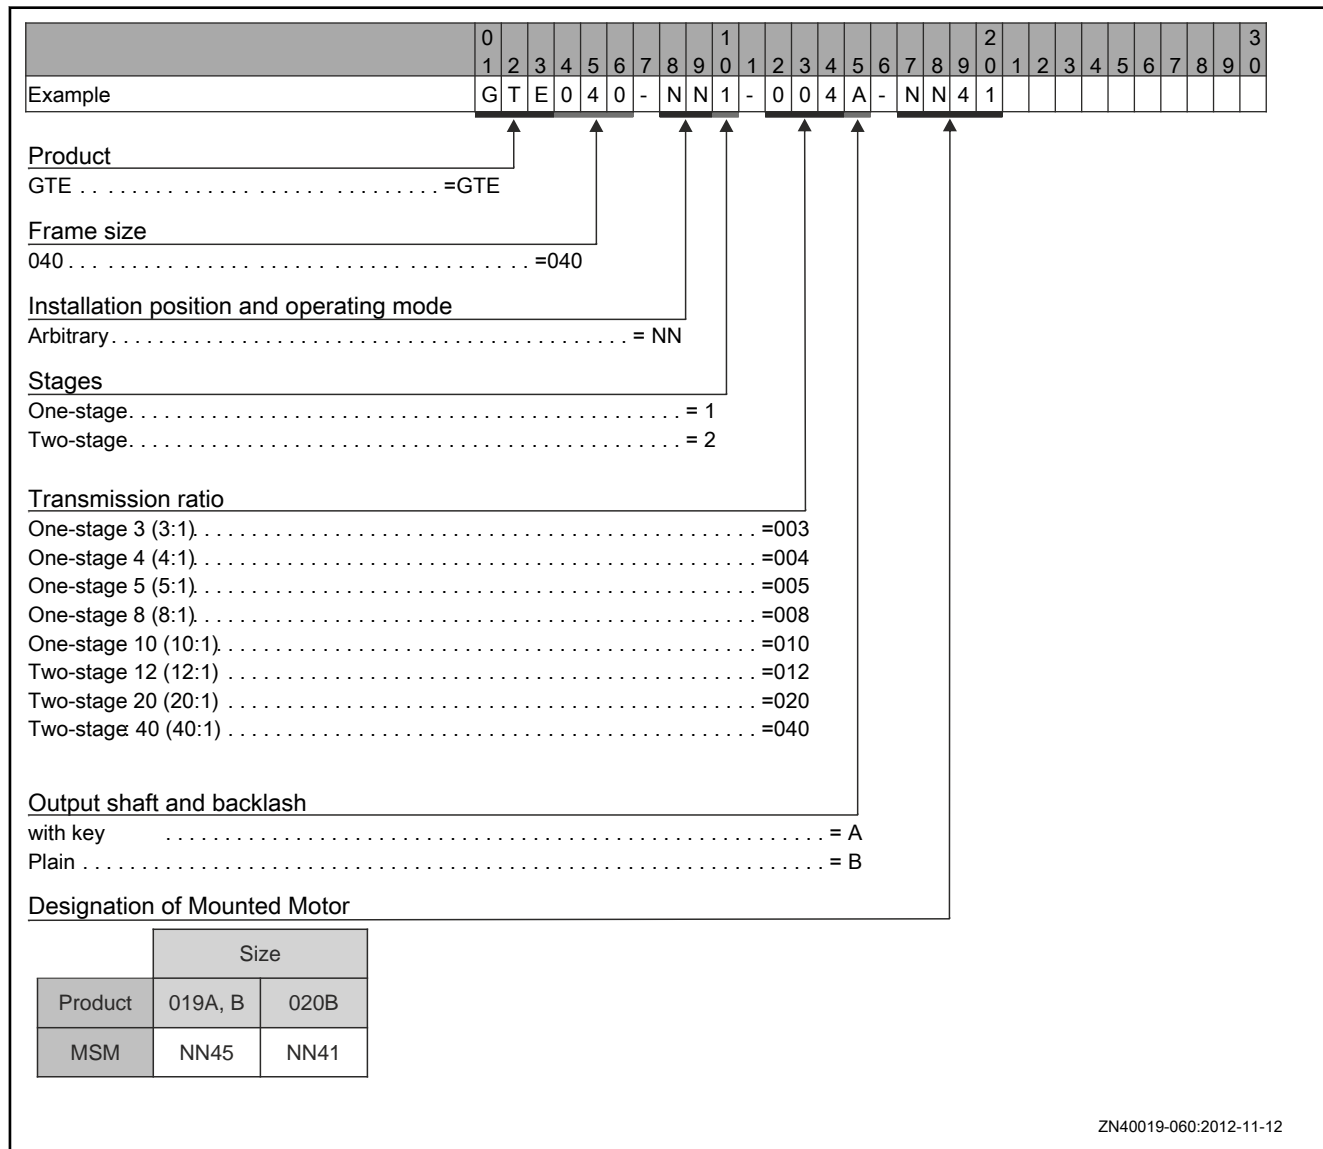 0 1 2 3
1 2 3 4 5 6 7 8 9 0 1 2 3 4 5 6 7 8 9 0 1 2 3 4 5 6 7 8 9 0
Example G T E 0 4 0 - N N 1 - 0 0 4 A - N N 4 1
Product
GTE . . . . . . . . . . . . . . . . . . . . . . . . . . . . . =GTE
Frame size
040 . . . . . . . . . . . . . . . . . . . . . . . . . . . . . . . . . . . . =040
Installation position and operating mode
Arbitrary. . . . . . . . . . . . . . . . . . . . . . . . . . . . . . . . . . . . . . . . . . . . = NN
Stages
One-stage. . . . . . . . . . . . . . . . . . . . . . . . . . . . . . . . . . . . . . . . . . . . . . . = 1
Two-stage. . . . . . . . . . . . . . . . . . . . . . . . . . . . . . . . . . . . . . . . . . . . . . . = 2
Transmission ratio
One-stage 3 (3:1). . . . . . . . . . . . . . . . . . . . . . . . . . . . . . . . . . . . . . . . . . . . . . . =003
One-stage 4 (4:1). . . . . . . . . . . . . . . . . . . . . . . . . . . . . . . . . . . . . . . . . . . . . . . =004
One-stage 5 (5:1). . . . . . . . . . . . . . . . . . . . . . . . . . . . . . . . . . . . . . . . . . . . . . . =005
One-stage 8 (8:1). . . . . . . . . . . . . . . . . . . . . . . . . . . . . . . . . . . . . . . . . . . . . . . =008
One-stage 10 (10:1). . . . . . . . . . . . . . . . . . . . . . . . . . . . . . . . . . . . . . . . . . . . . =010
Two-stage 12 (12:1) . . . . . . . . . . . . . . . . . . . . . . . . . . . . . . . . . . . . . . . . . . . . =012
Two-stage 20 (20:1) . . . . . . . . . . . . . . . . . . . . . . . . . . . . . . . . . . . . . . . . . . . . =020
Two-stage: 40 (40:1) . . . . . . . . . . . . . . . . . . . . . . . . . . . . . . . . . . . . . . . . . . . . =040
Output shaft and backlash
with key . . . . . . . . . . . . . . . . . . . . . . . . . . . . . . . . . . . . . . . . . . . . . . . . . . . . . . . = A
Plain . . . . . . . . . . . . . . . . . . . . . . . . . . . . . . . . . . . . . . . . . . . . . . . . . . . . . . . . . . . . . . = B
Designation of Mounted Motor
Size
Product 019A, B 020B
MSM NN45 NN41
ZN40019-060:2012-11-12